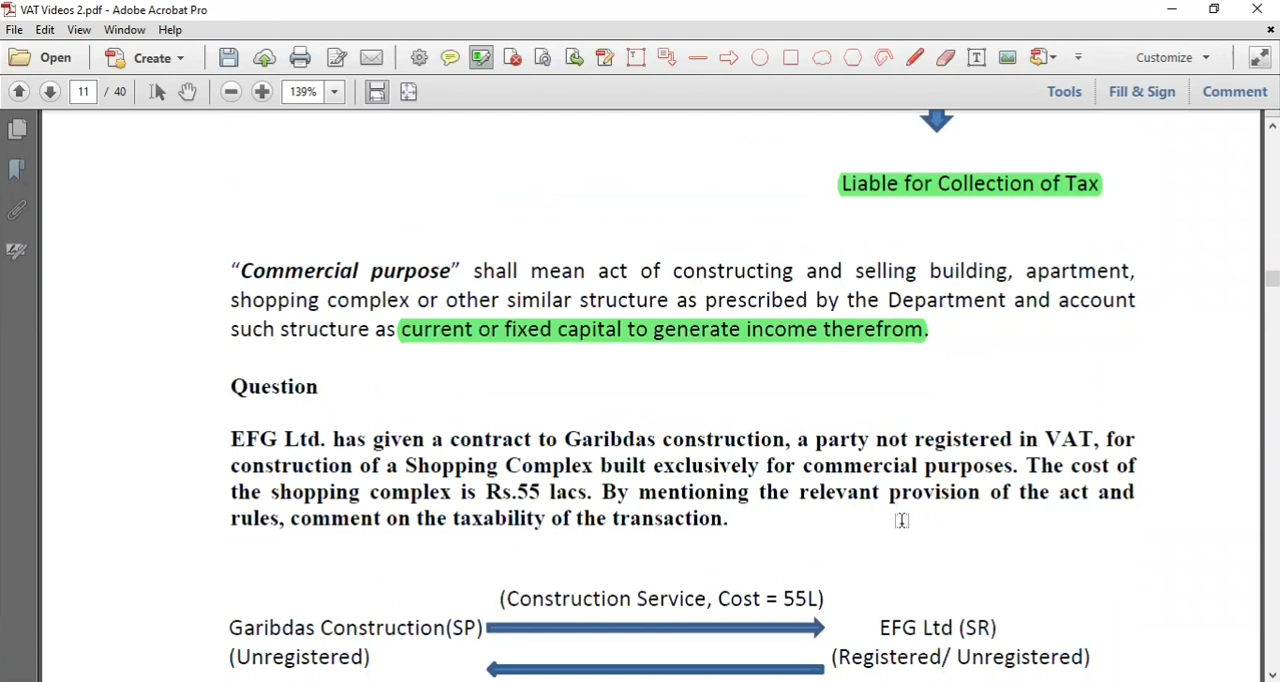 VAT Videos 2.pdf - Adobe Acrobat Pro
File Edit View Window Help
Open Create Customize
11 / 40 139% Tools Fill & Sign Comment
Liable for Collection of Tax
“Commercial purpose” shall mean act of constructing and selling building, apartment,
shopping complex or other similar structure as prescribed by the Department and account
such structure as current or fixed capital to generate income therefrom.
Question
EFG Ltd. has given a contract to Garibdas construction, a party not registered in VAT, for
construction of a Shopping Complex built exclusively for commercial purposes. The cost of
the shopping complex is Rs.55 lacs. By mentioning the relevant provision of the act and
rules, comment on the taxability of the transaction.
(Construction Service, Cost = 55L)
Garibdas Construction(SP) EFG Ltd (SR)
(Unregistered) (Registered/ Unregistered)